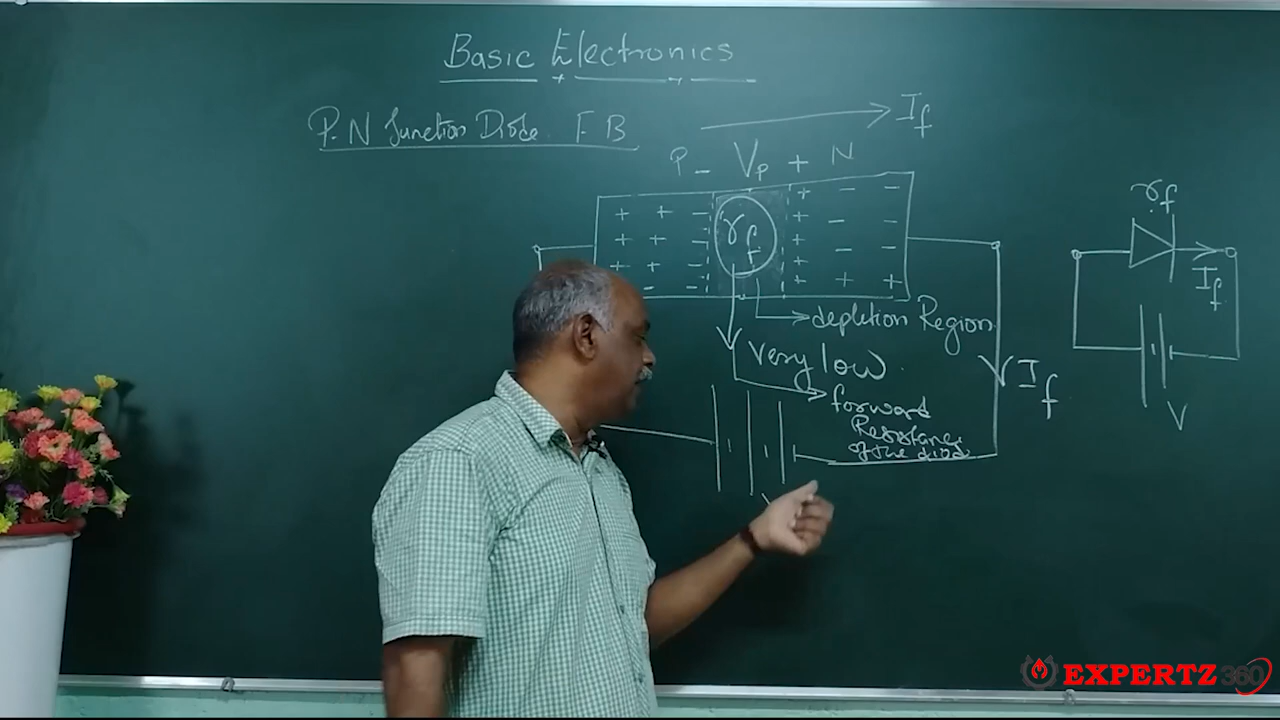 Basic Electronics
P.N Junction Diode F B
If
P - Vp + N
+ + - + - -
rf
+ + - + - -
+ + - + - -
- - - + + +
rf
If
depletion Region
Very low.
If
forward
Resistance
of the diode
V
EXPERTZ 360